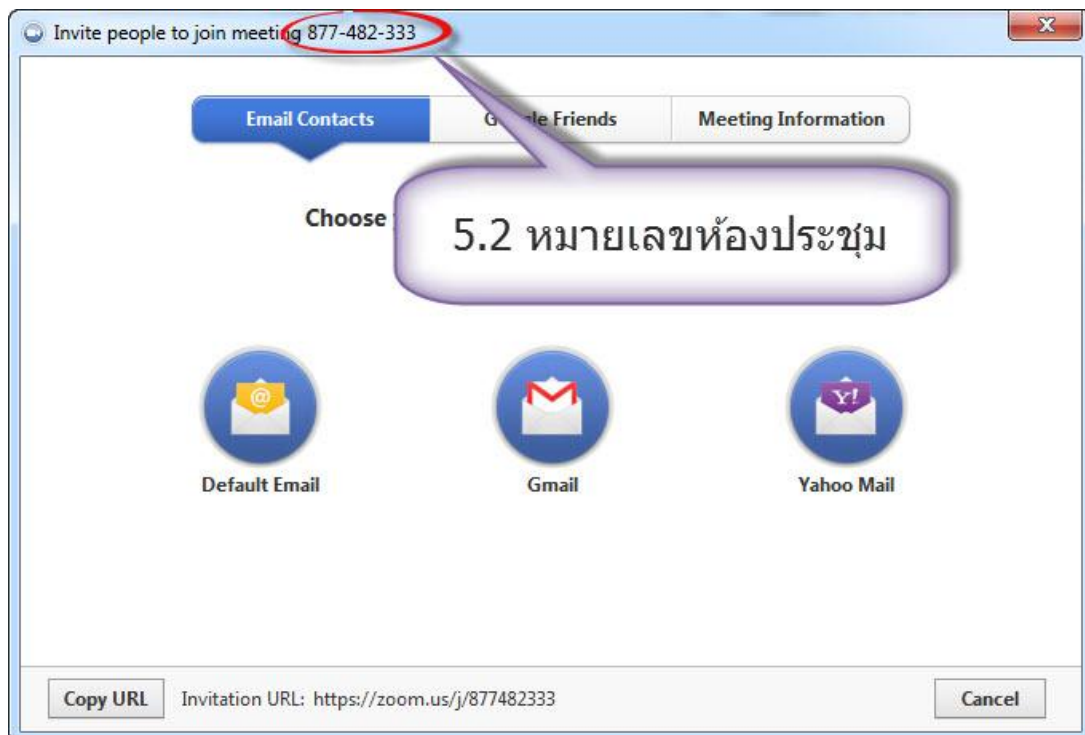 Invite people to join meeting 877-482-333
Email Contacts
Friends
Meeting Information
Choose
5.2 หมายเลขห้องประชุม
@
Y!
Default Email
Gmail
Yahoo Mail
Copy URL
Invitation URL: https://zoom.us/j/877482333
Cancel